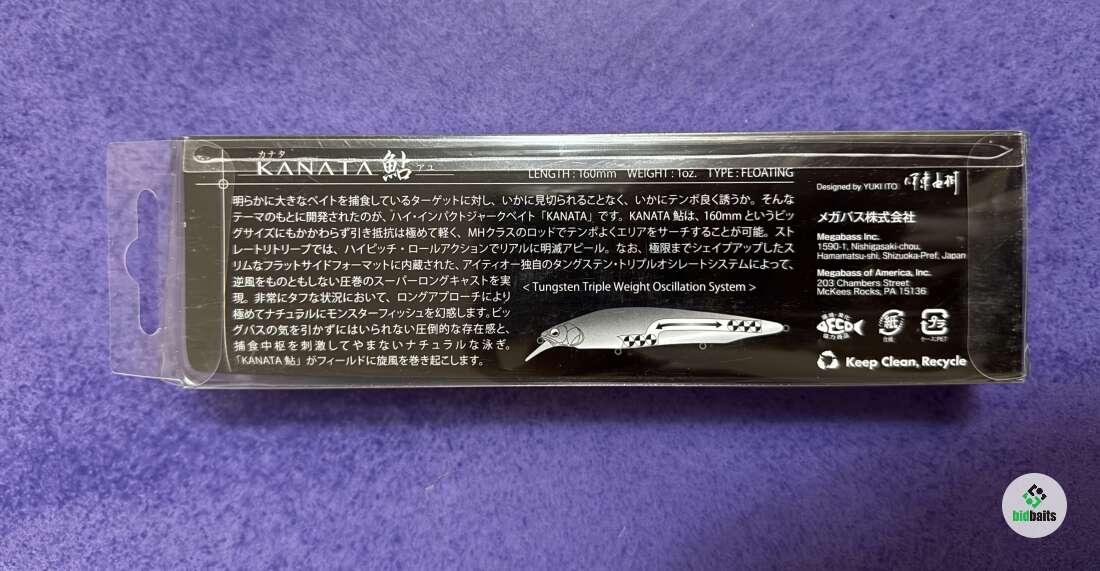 カナタ
KANATA 鮎 アユ
LENGTH : 160mm WEIGHT : 1oz. TYPE : FLOATING
明らかに大きなベイトを捕食しているターゲットに対し、いかに見切られることなく、いかにテンポ良く誘うか。そんな
テーマのもとに開発されたのが、ハイ・インパクトジャークベイト「KANATA」です。KANATA 鮎は、160mm というビッ
グサイズにもかかわらず引き抵抗は極めて軽く、MHクラスのロッドでテンポよくエリアをサーチすることが可能。スト
レートリトリーブでは、ハイピッチ・ロールアクションでリアルに明滅アピール。なお、極限までシェイプアップしたス
リムなフラットサイドフォーマットに内蔵された、アイティオー独自のタングステン・トリプルオシレートシステムによって、
逆風をものともしない圧巻のスーパーロングキャストを実
現。非常にタフな状況において、ロングアプローチにより
極めてナチュラルにモンスターフィッシュを幻惑します。ビッ
グバスの気を引かずにはいられない圧倒的な存在感と、
捕食中枢を刺激してやまないナチュラルな泳ぎ。
「KANATA 鮎」がフィールドに旋風を巻き起こします。
< Tungsten Triple Weight Oscillation System >
Designed by YUKI ITO 伊東由樹
メガバス株式会社
Megabass Inc.
1590-1, Nishigasaki-chou,
Hamamatsu-shi, Shizuoka-Pref, Japan
Megabass of America, Inc.
203 Chambers Street
McKees Rocks, PA 15136
FECO
紙
プラ
台紙
ケース:PET
Keep Clean, Recycle
bidbaits